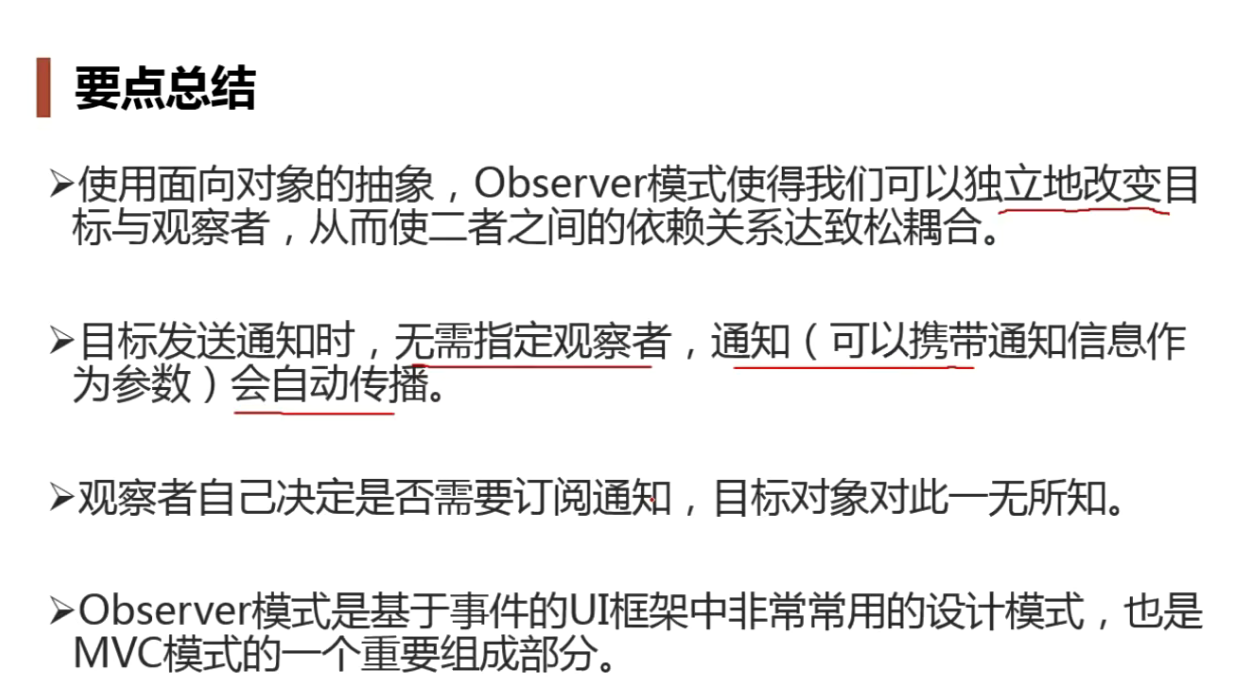 要点总结
➢使用面向对象的抽象，Observer模式使得我们可以独立地改变目
标与观察者，从而使二者之间的依赖关系达致松耦合。
➢目标发送通知时，无需指定观察者，通知（可以携带通知信息作
为参数）会自动传播。
➢观察者自己决定是否需要订阅通知，目标对象对此一无所知。
➢Observer模式是基于事件的UI框架中非常常用的设计模式，也是
MVC模式的一个重要组成部分。